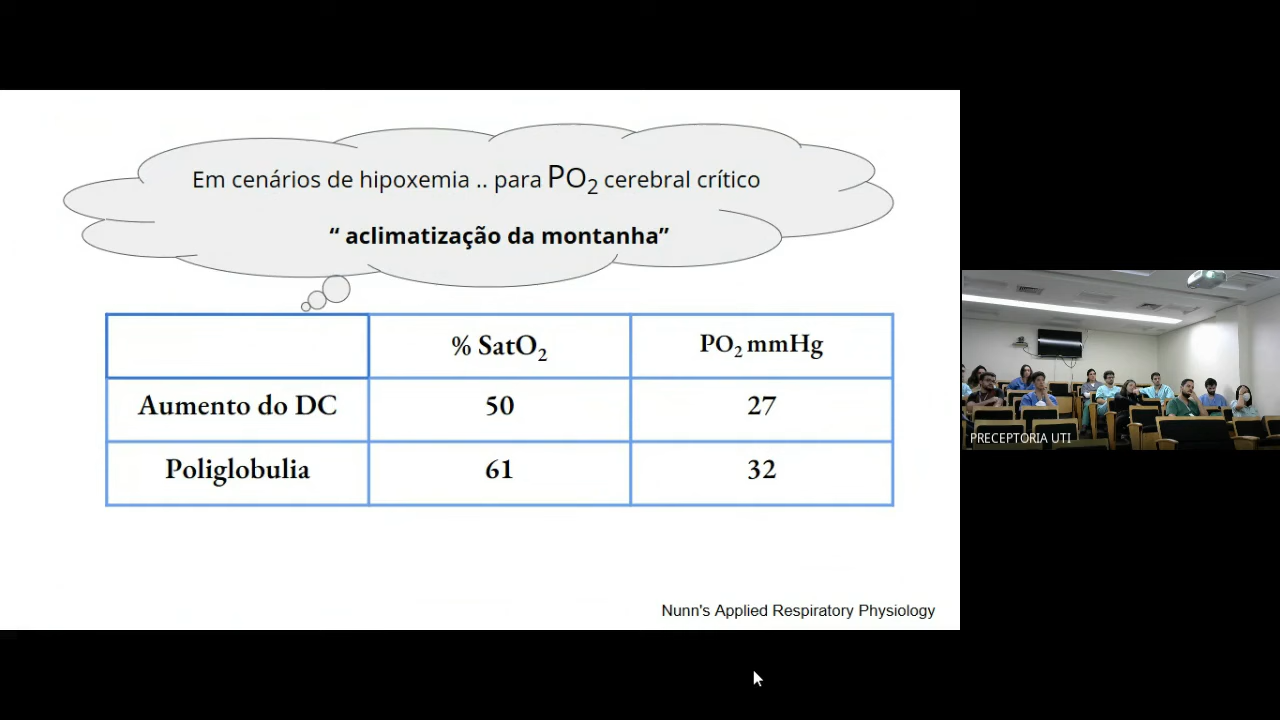 Em cenários de hipoxemia .. para PO₂ cerebral crítico
“ aclimatização da montanha”
% SatO₂ PO₂ mmHg
Aumento do DC 50 27
Poliglobulia 61 32
Nunn's Applied Respiratory Physiology
PRECEPTORIA UTI